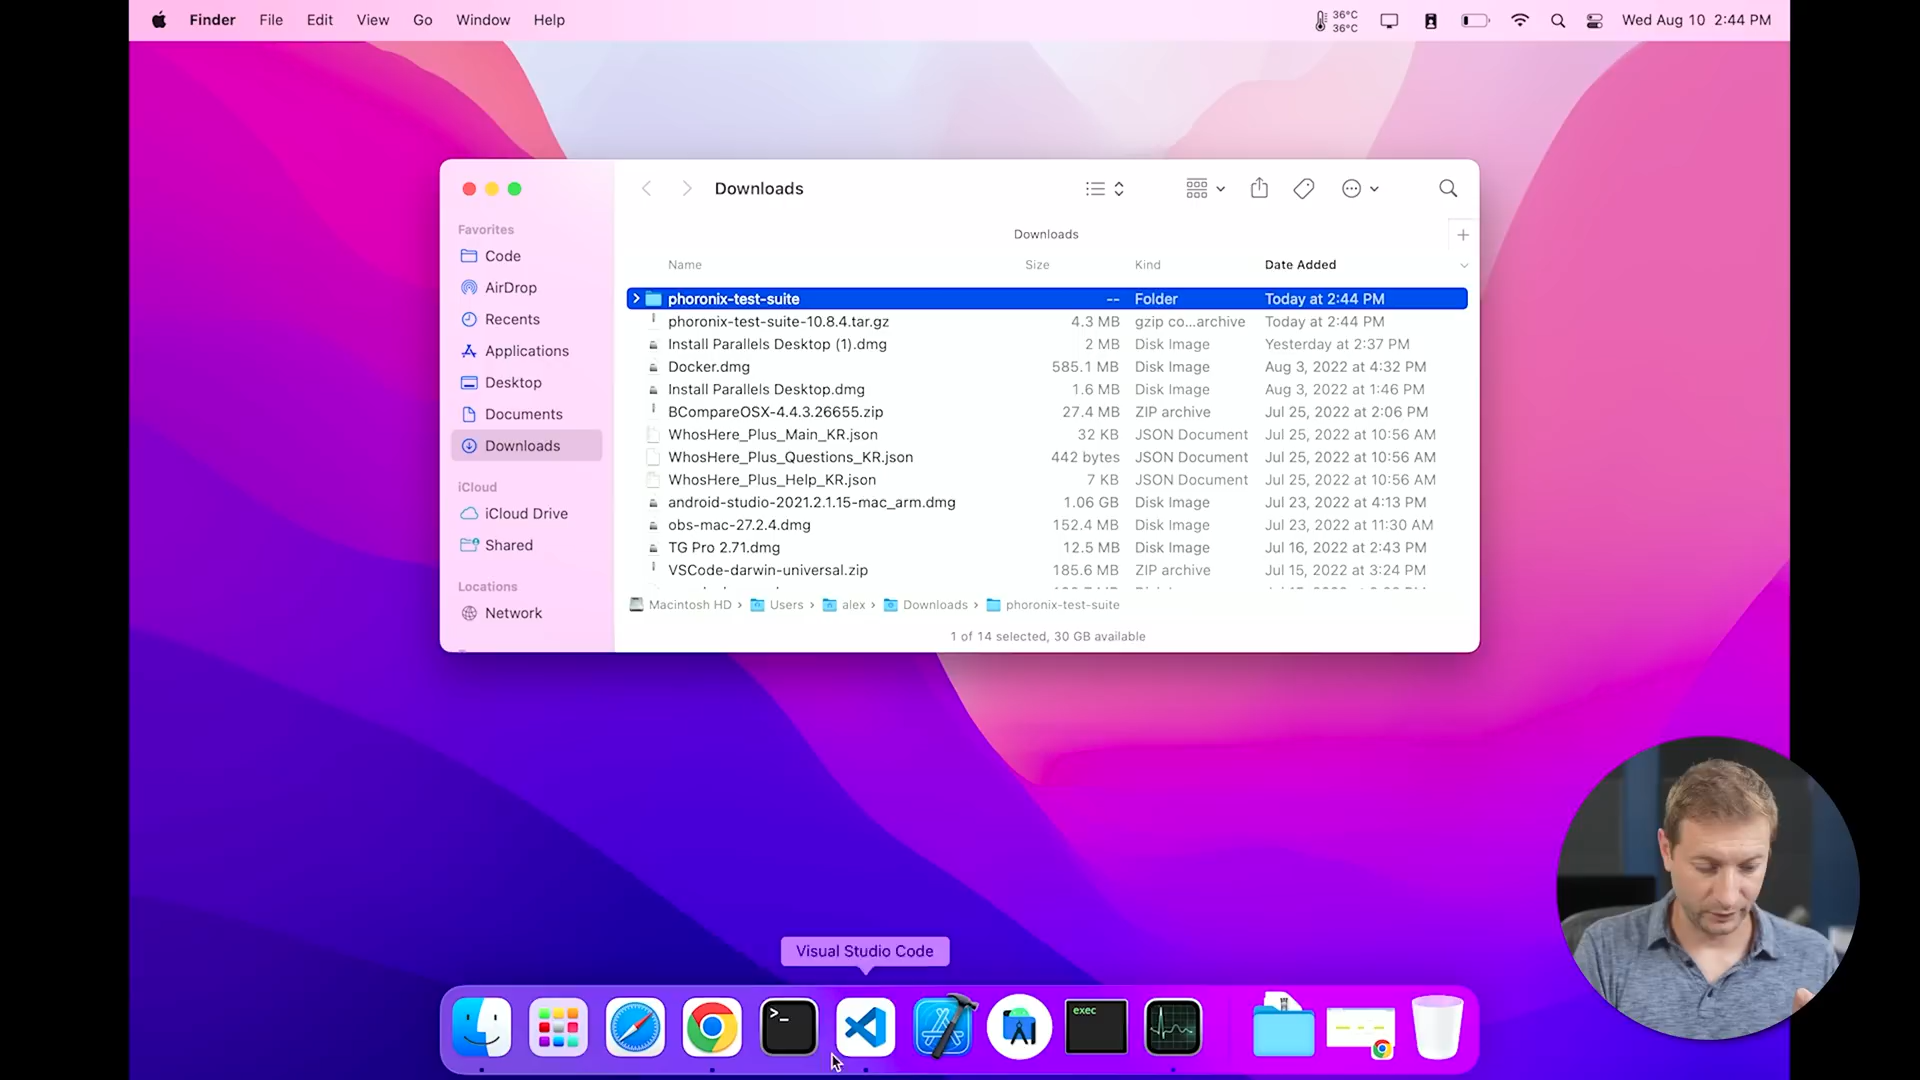 Finder File Edit View Go Window Help 36°C 36°C Wed Aug 10 2:44 PM
Downloads
Favorites
Code
AirDrop
Recents
Applications
Desktop
Documents
Downloads
iCloud
iCloud Drive
Shared
Locations
Network
Downloads
Name Size Kind Date Added
phoronix-test-suite -- Folder Today at 2:44 PM
phoronix-test-suite-10.8.4.tar.gz 4.3 MB gzip co...archive Today at 2:44 PM
Install Parallels Desktop (1).dmg 2 MB Disk Image Yesterday at 2:37 PM
Docker.dmg 585.1 MB Disk Image Aug 3, 2022 at 4:32 PM
Install Parallels Desktop.dmg 1.6 MB Disk Image Aug 3, 2022 at 1:46 PM
BCompareOSX-4.4.3.26655.zip 27.4 MB ZIP archive Jul 25, 2022 at 2:06 PM
WhosHere_Plus_Main_KR.json 32 KB JSON Document Jul 25, 2022 at 10:56 AM
WhosHere_Plus_Questions_KR.json 442 bytes JSON Document Jul 25, 2022 at 10:56 AM
WhosHere_Plus_Help_KR.json 7 KB JSON Document Jul 25, 2022 at 10:56 AM
android-studio-2021.2.1.15-mac_arm.dmg 1.06 GB Disk Image Jul 23, 2022 at 4:13 PM
obs-mac-27.2.4.dmg 152.4 MB Disk Image Jul 23, 2022 at 11:30 AM
TG Pro 2.71.dmg 12.5 MB Disk Image Jul 16, 2022 at 2:43 PM
VSCode-darwin-universal.zip 185.6 MB ZIP archive Jul 15, 2022 at 3:24 PM
Macintosh HD › Users › alex › Downloads › phoronix-test-suite
1 of 14 selected, 30 GB available
Visual Studio Code
>_
exec